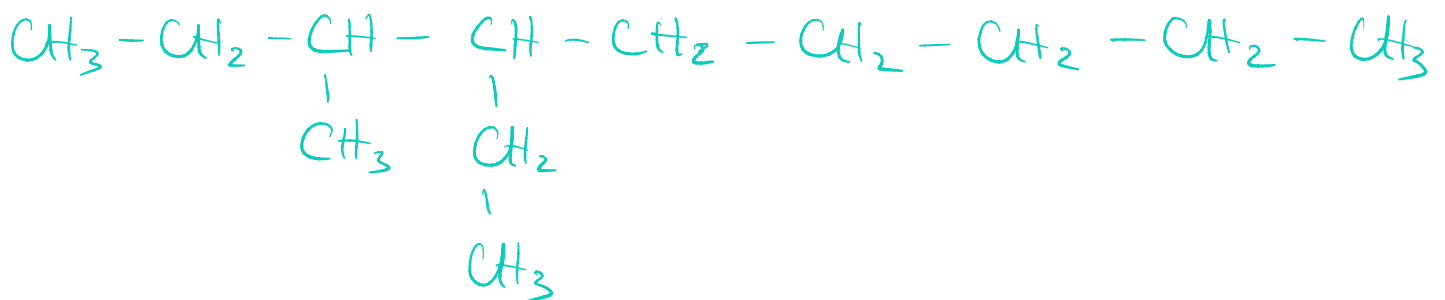 CH₃ – CH₂ – CH – CH – CH₂ – CH₂ – CH₂ – CH₂ – CH₃
CH₃ CH₂
CH₃